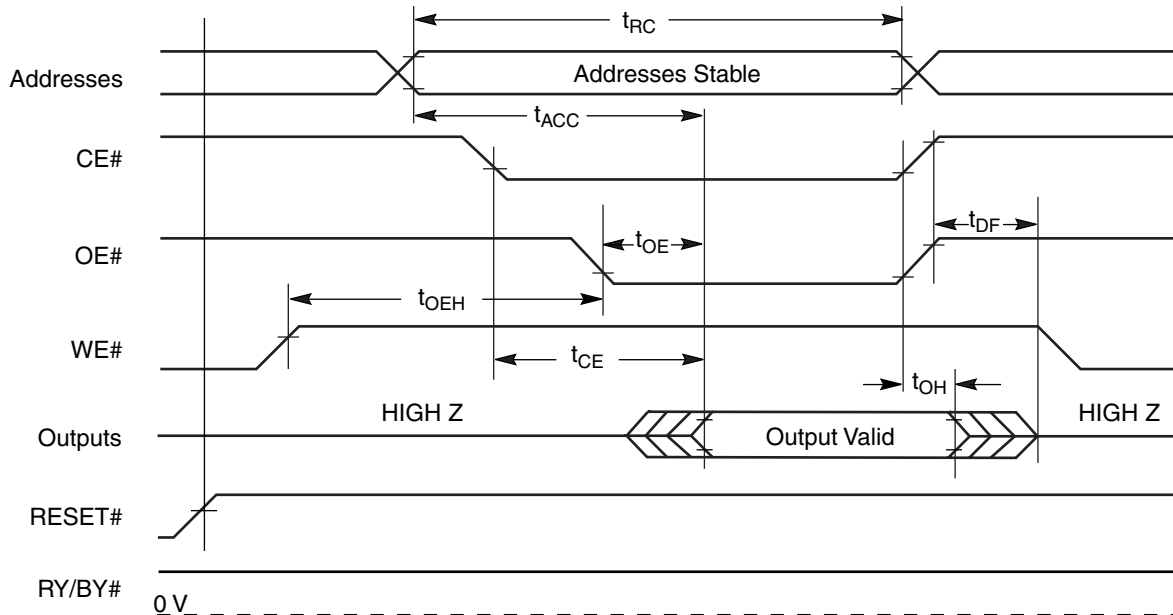 tRC
Addresses
Addresses Stable
tACC
CE#
tDF
OE#
tOE
tOEH
WE#
tCE
tOH
HIGH Z
HIGH Z
Outputs
Output Valid
RESET#
RY/BY#
0 V